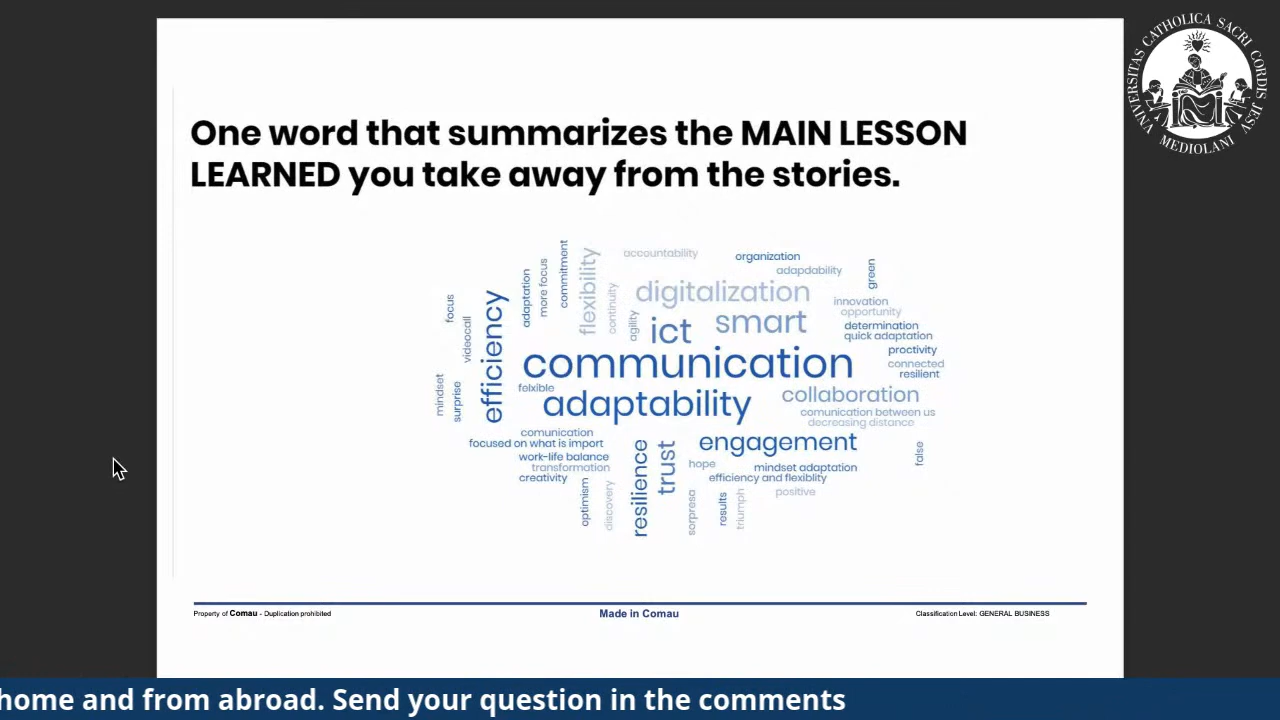 One word that summarizes the MAIN LESSON
LEARNED you take away from the stories.
accountability
organization
adapdability
green
commitment
flexibility
more focus
adaptation
continuity
digitalization
innovation
opportunity
focus
efficiency
agility
ict
smart
determination
quick adaptation
videocall
communication
proctivity
connected
resilient
mindset
surprise
felxible
adaptability
collaboration
comunication between us
decreasing distance
comunication
focused on what is import
engagement
false
work-life balance
transformation
creativity
resilience
trust
hope
mindset adaptation
efficiency and flexiblity
positive
optimism
discovery
sorpresa
results
triumph
Property of Comau - Duplication prohibited
Made in Comau
Classification Level: GENERAL BUSINESS
UNIVERSITAS CATHOLICA SACRI CORDIS JESV
MEDIOLANI
home and from abroad. Send your question in the comments